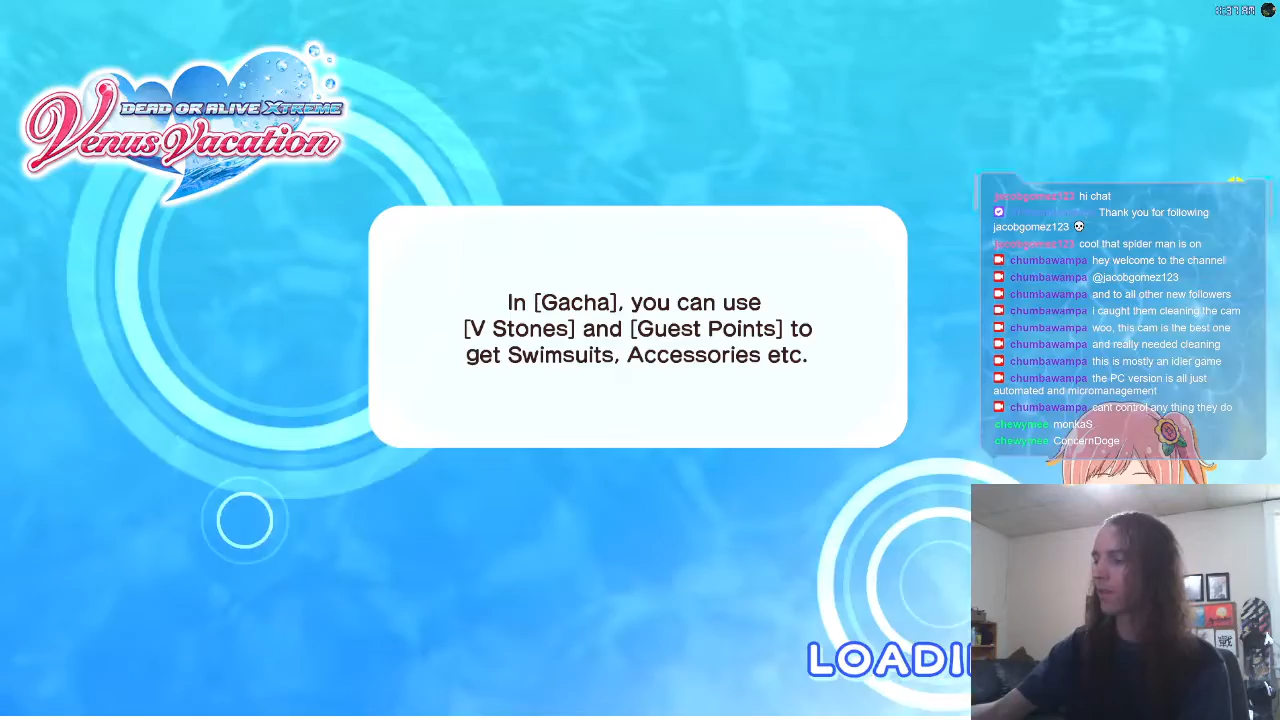 DEAD OR ALIVE XTREME
Venus Vacation
In [Gacha], you can use
[V Stones] and [Guest Points] to
get Swimsuits, Accessories etc.
jacobgomez123 hi chat
Thank you for following
jacobgomez123
jacobgomez123 cool that spider man is on
chumbawampa hey welcome to the channel
chumbawampa @jacobgomez123
chumbawampa and to all other new followers
chumbawampa i caught them cleaning the cam
chumbawampa woo, this cam is the best one
chumbawampa and really needed cleaning
chumbawampa this is mostly an idler game
chumbawampa the PC version is all just
automated and micromanagement
chumbawampa cant control any thing they do
chewymee monkaS
chewymee ConcernDoge
LOADI